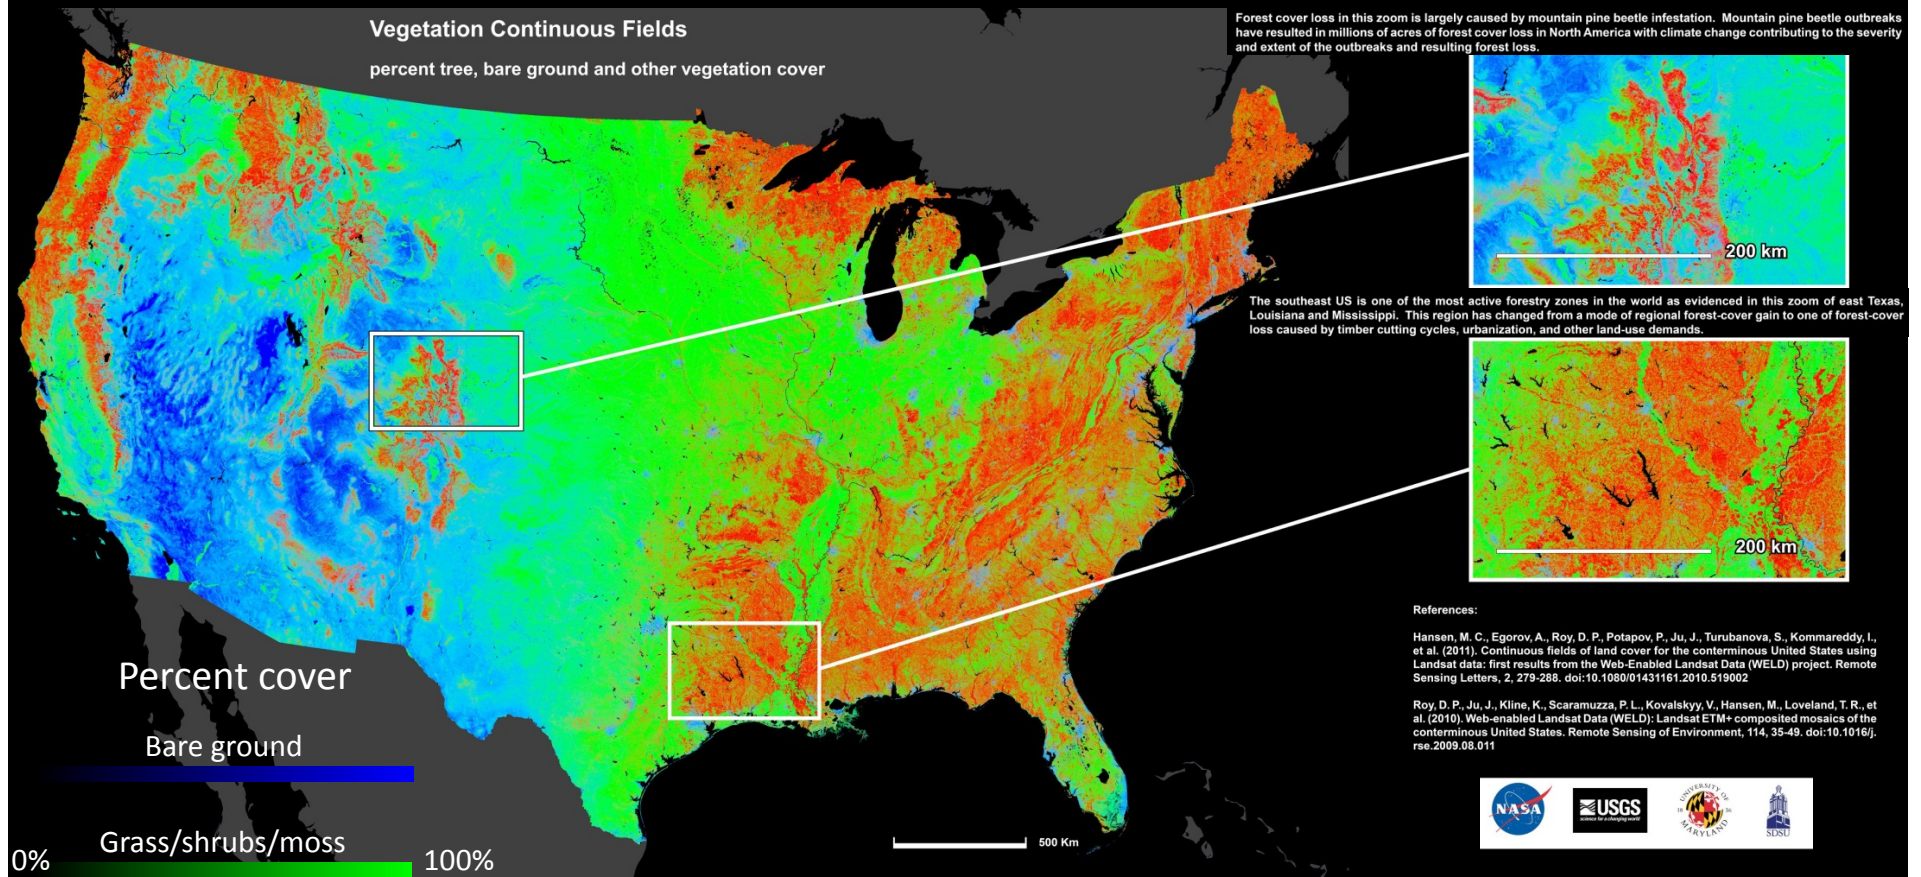 Vegetation Continuous Fields
percent tree, bare ground and other vegetation cover
Forest cover loss in this zoom is largely caused by mountain pine beetle infestation. Mountain pine beetle outbreaks
have resulted in millions of acres of forest cover loss in North America with climate change contributing to the severity
and extent of the outbreaks and resulting forest loss.
200 km
The southeast US is one of the most active forestry zones in the world as evidenced in this zoom of east Texas,
Louisiana and Mississippi. This region has changed from a mode of regional forest-cover gain to one of forest-cover
loss caused by timber cutting cycles, urbanization, and other land-use demands.
200 km
References:
Hansen, M. C., Egorov, A., Roy, D. P., Potapov, P., Ju, J., Turubanova, S., Kommareddy, I.,
et al. (2011). Continuous fields of land cover for the conterminous United States using
Landsat data: first results from the Web-Enabled Landsat Data (WELD) project. Remote
Sensing Letters, 2, 279-288. doi:10.1080/01431161.2010.519002
Roy, D. P., Ju, J., Kline, K., Scaramuzza, P. L., Kovalskyy, V., Hansen, M., Loveland, T. R., et
al. (2010). Web-enabled Landsat Data (WELD): Landsat ETM+ composited mosaics of the
conterminous United States. Remote Sensing of Environment, 114, 35-49. doi:10.1016/j.
rse.2009.08.011
NASA
USGS
science for a changing world
UNIVERSITY OF
18 56
MARYLAND
SDSU
Percent cover
Bare ground
Grass/shrubs/moss
0% 100%
500 Km